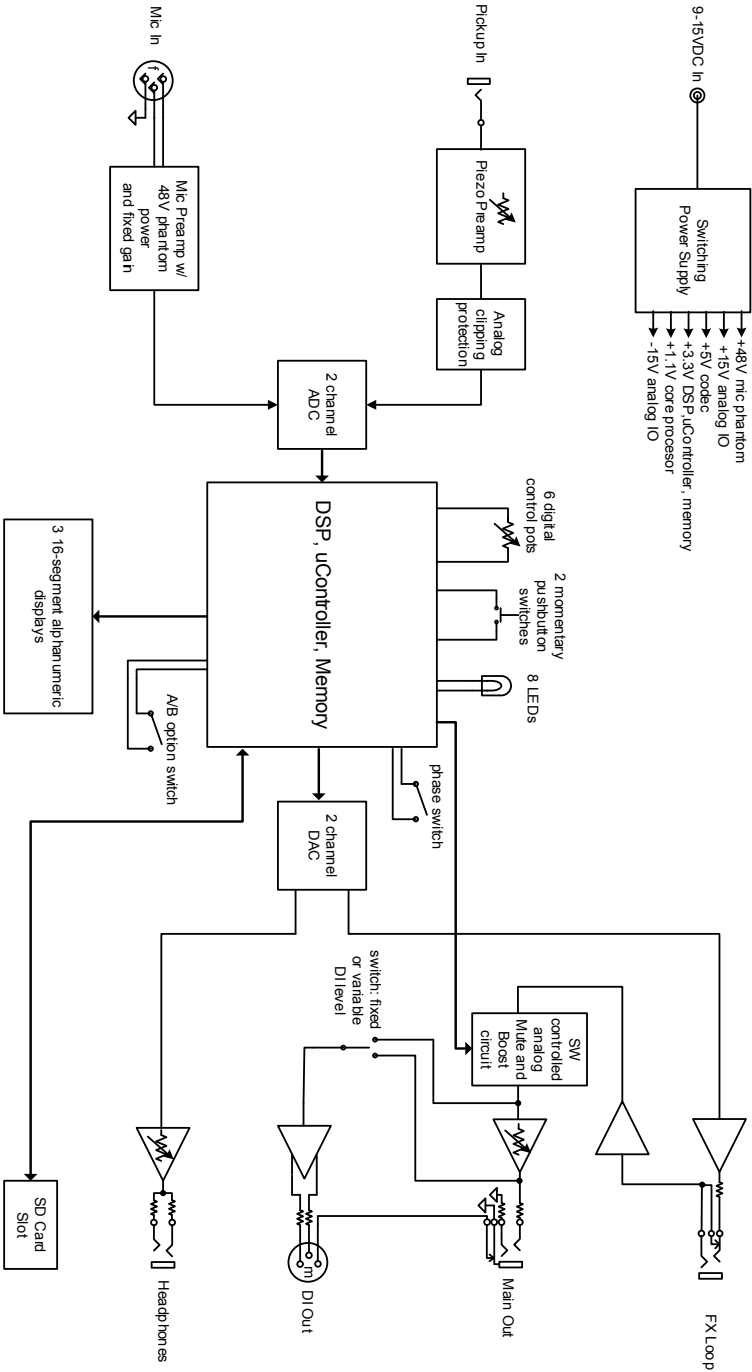 9-15VDC In
Switching
Power Supply
+48V mic phantom
+15V analog IO
+5V codec
+3.3V DSP,uController, memory
+1.1V core procesor
-15V analog IO
Pickup In
Piezo Preamp
Analog
clipping
protection
Mic In
f
Mic Preamp w/
48V phantom
power
and fixed gain
2 channel
ADC
6 digital
control pots
2 momentary
pushbutton
switches
8 LEDs
DSP, uController, Memory
phase switch
3 16-segment alphanumeric
displays
A/B option switch
2 channel
DAC
SW
controlled
analog
Mute and
Boost
circuit
switch: fixed
or variable
DI level
FX Loop
Main Out
m
DI Out
Headphones
SD Card
Slot